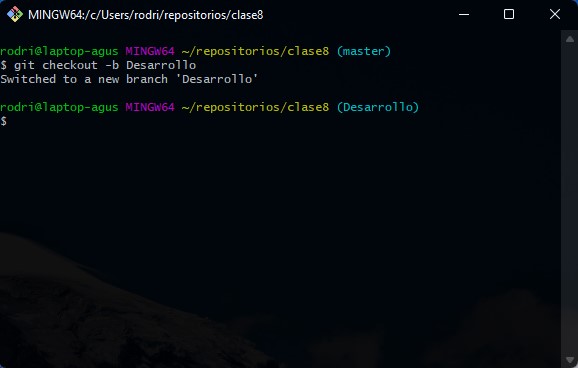 MINGW64:/c/Users/rodri/repositorios/clase8
rodri@laptop-agus MINGW64 ~/repositorios/clase8 (master)
$ git checkout -b Desarrollo
Switched to a new branch 'Desarrollo'
rodri@laptop-agus MINGW64 ~/repositorios/clase8 (Desarrollo)
$